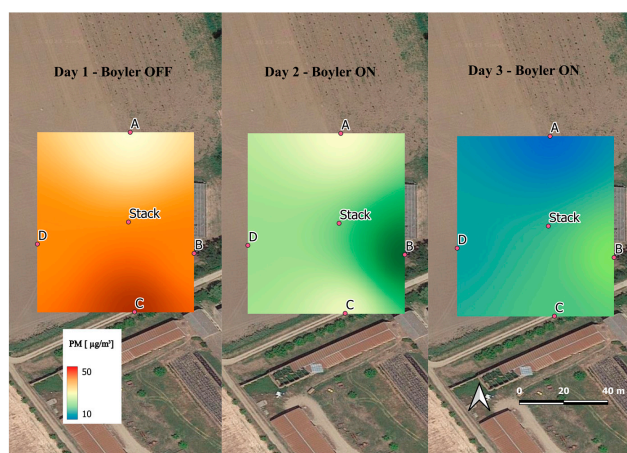 Day 1 - Boyler OFF
Day 2 - Boyler ON
Day 3 - Boyler ON
A
Stack
D
B
C
A
Stack
D
B
C
A
Stack
D
B
C
PM [ µg/m³]
50
10
0 20 40 m